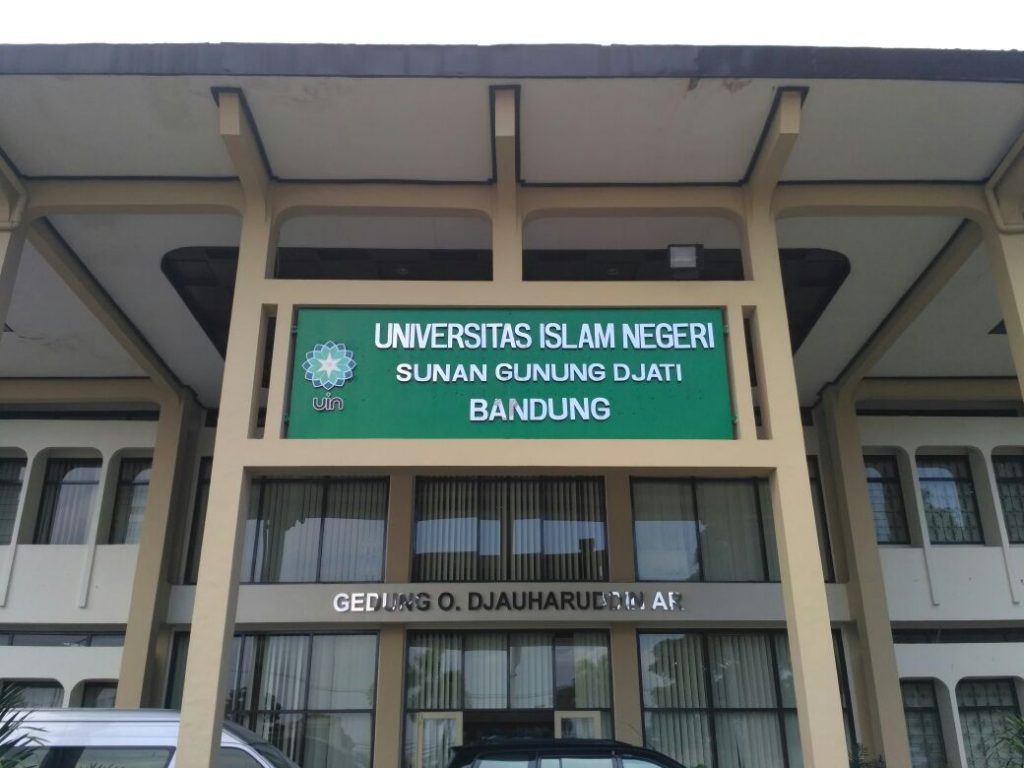 UNIVERSITAS ISLAM NEGERI
SUNAN GUNUNG DJATI
BANDUNG
uin
GEDUNG O. DJAUHARUDDIN AR